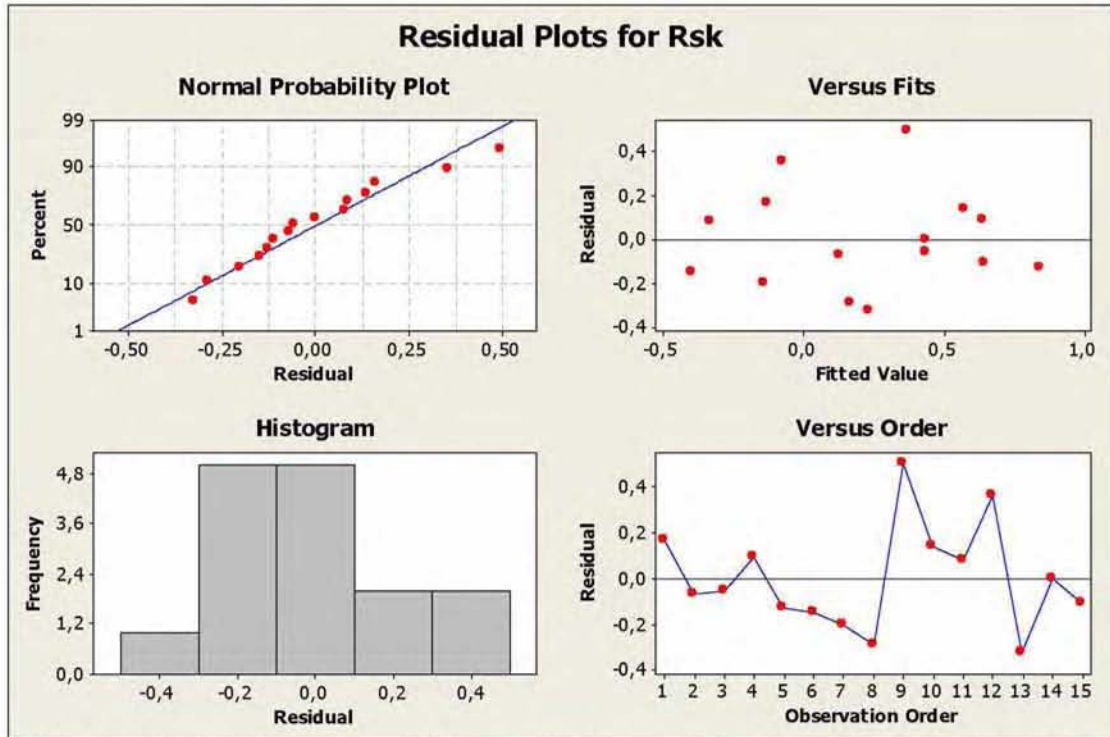 Residual Plots for Rsk
Normal Probability Plot
Percent
99
90
50
10
1
-0,50
-0,25
0,00
0,25
0,50
Residual
Versus Fits
Residual
0,4
0,2
0,0
-0,2
-0,4
-0,5
0,0
0,5
1,0
Fitted Value
Histogram
Frequency
4,8
3,6
2,4
1,2
0,0
-0,4
-0,2
0,0
0,2
0,4
Residual
Versus Order
Residual
0,4
0,2
0,0
-0,2
-0,4
1 2 3 4 5 6 7 8 9 10 11 12 13 14 15
Observation Order